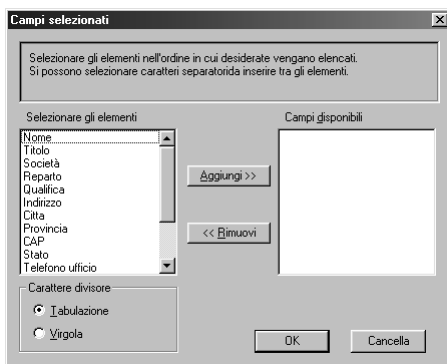 Campi selezionati
Selezionare gli elementi nell'ordine in cui desiderate vengano elencati.
Si possono selezionare caratteri separatorida inserire tra gli elementi.
Selezionare gli elementi
Campi disponibili
Nome
Titolo
Società
Reparto
Qualifica
Indirizzo
Citta
Provincia
CAP
Stato
Telefono ufficio
Aggiungi >>
<< Rimuovi
Carattere divisore
Tabulazione
Virgola
OK
Cancella